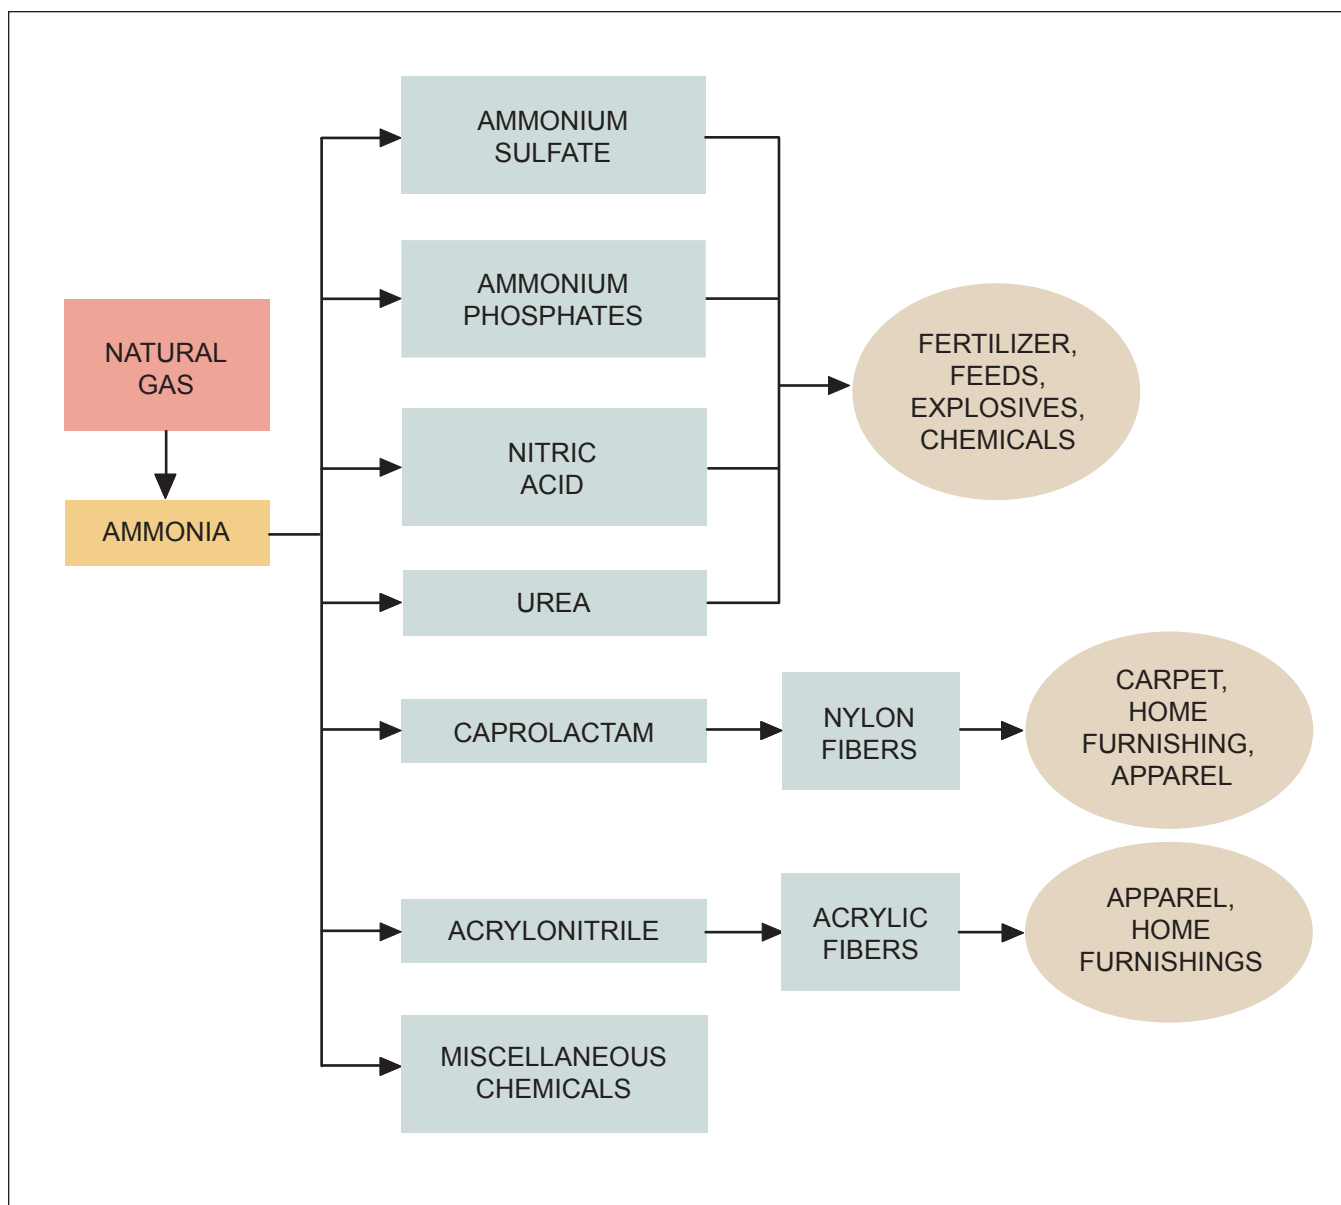 AMMONIUM
SULFATE
AMMONIUM
PHOSPHATES
NATURAL
GAS
FERTILIZER,
FEEDS,
EXPLOSIVES,
CHEMICALS
NITRIC
ACID
AMMONIA
UREA
CAPROLACTAM
NYLON
FIBERS
CARPET,
HOME
FURNISHING,
APPAREL
ACRYLONITRILE
ACRYLIC
FIBERS
APPAREL,
HOME
FURNISHINGS
MISCELLANEOUS
CHEMICALS